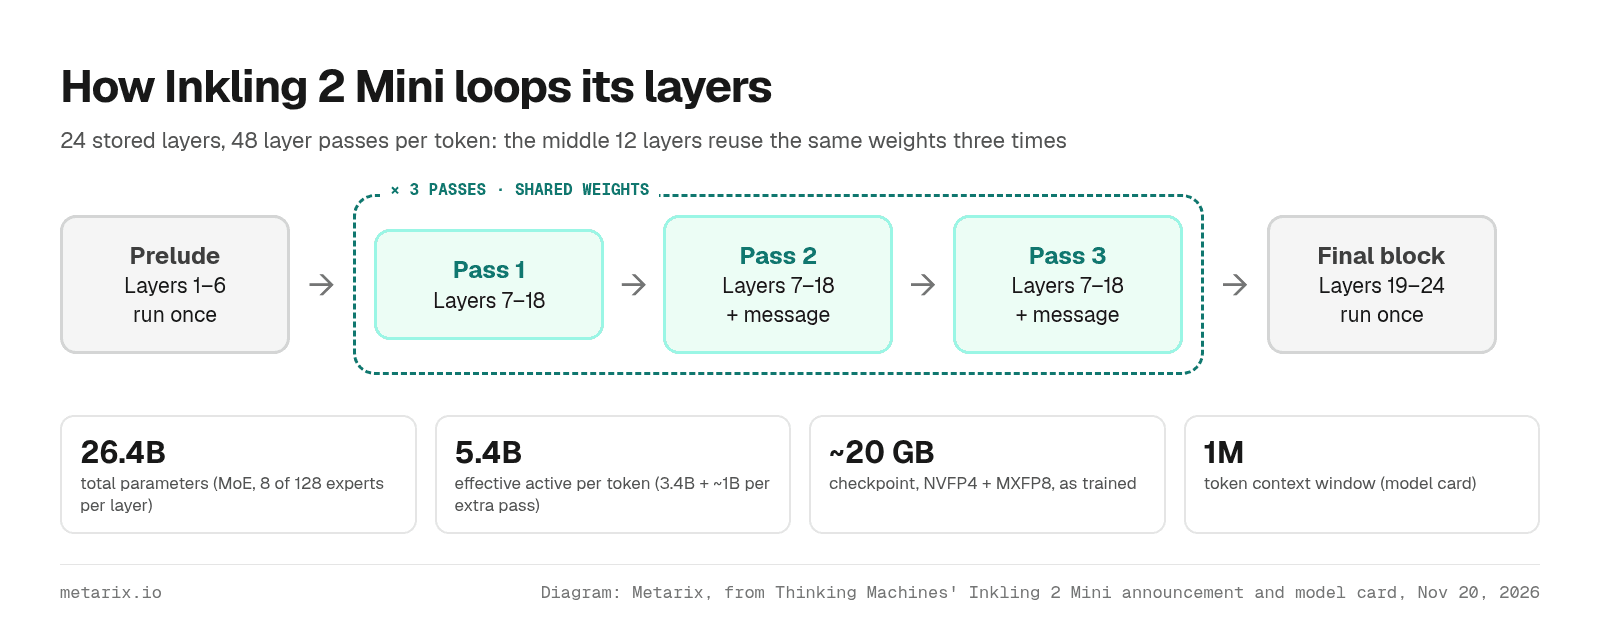 How Inkling 2 Mini loops its layers
24 stored layers, 48 layer passes per token: the middle 12 layers reuse the same weights three times
× 3 PASSES · SHARED WEIGHTS
Prelude
Layers 1–6
run once
→
Pass 1
Layers 7–18
→
Pass 2
Layers 7–18
+ message
→
Pass 3
Layers 7–18
+ message
→
Final block
Layers 19–24
run once
26.4B
total parameters (MoE, 8 of 128 experts
per layer)
5.4B
effective active per token (3.4B + ~1B per
extra pass)
~20 GB
checkpoint, NVFP4 + MXFP8, as trained
1M
token context window (model card)
metarix.io
Diagram: Metarix, from Thinking Machines' Inkling 2 Mini announcement and model card, Nov 20, 2026